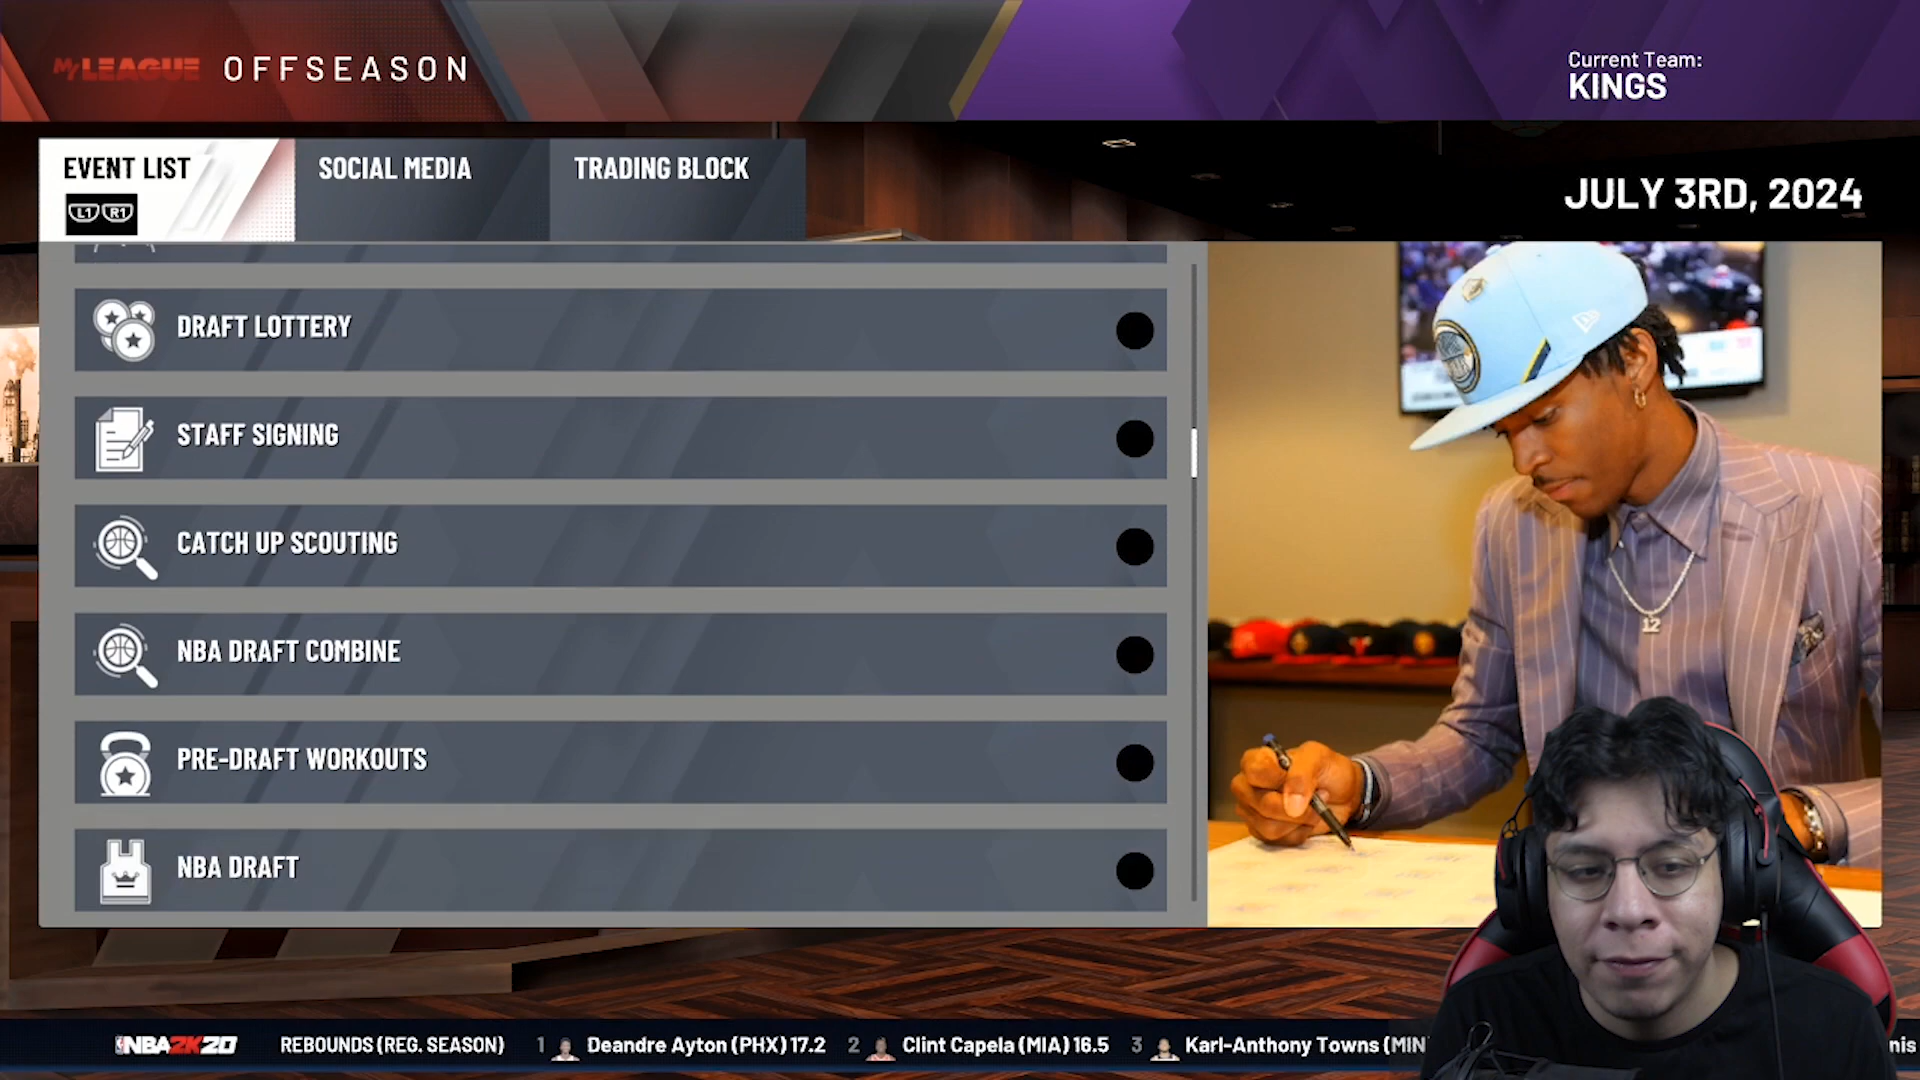 MyLEAGUE OFFSEASON
Current Team:
KINGS
EVENT LIST
L1 R1
SOCIAL MEDIA
TRADING BLOCK
JULY 3RD, 2024
DRAFT LOTTERY
STAFF SIGNING
CATCH UP SCOUTING
NBA DRAFT COMBINE
PRE-DRAFT WORKOUTS
NBA DRAFT
12
NBA2K20 REBOUNDS (REG. SEASON) 1 Deandre Ayton (PHX) 17.2 2 Clint Capela (MIA) 16.5 3 Karl-Anthony Towns (MIN nis